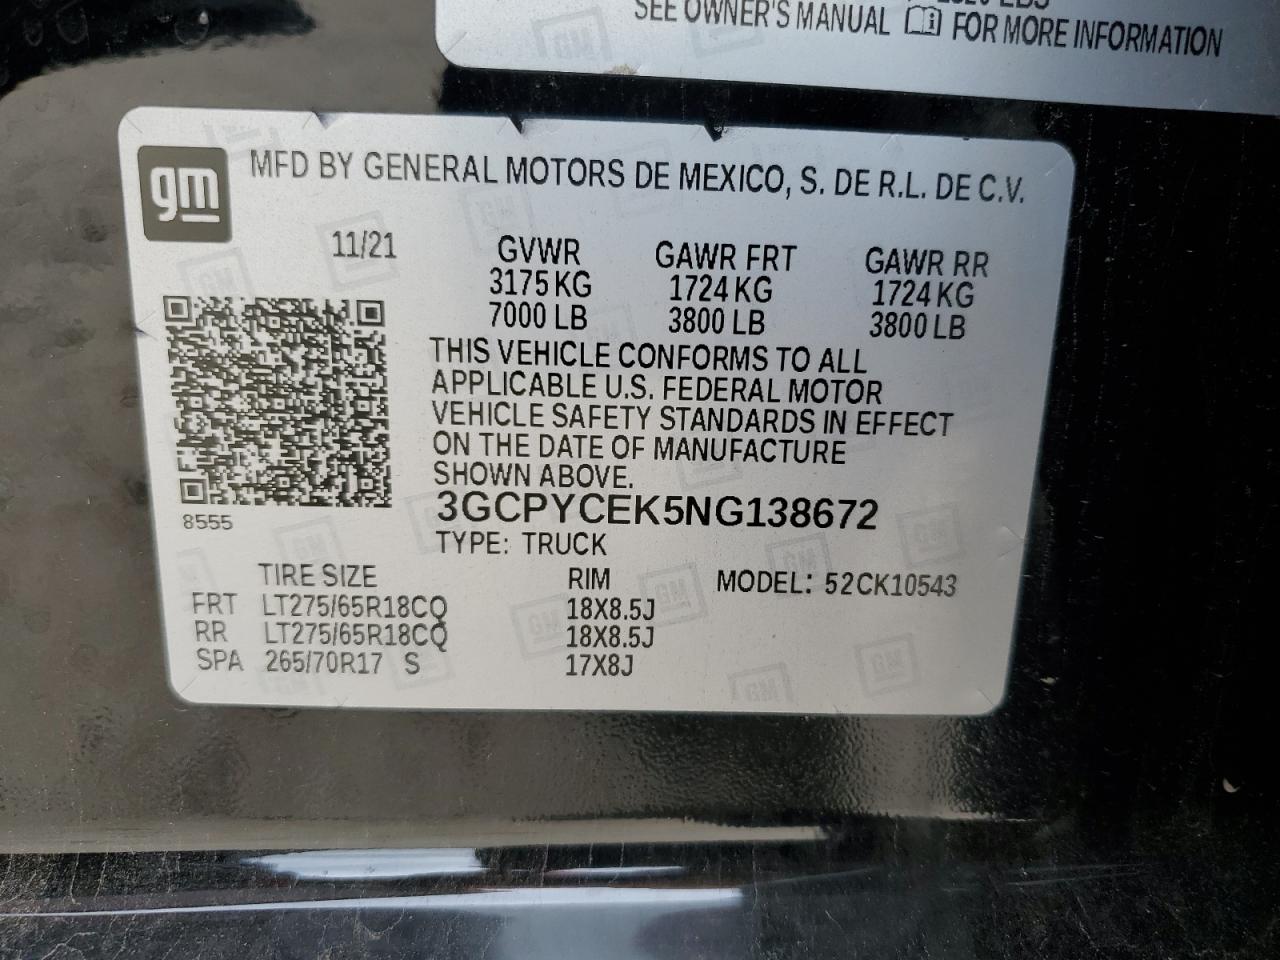 SEE OWNER'S MANUAL FOR MORE INFORMATION
gm
MFD BY GENERAL MOTORS DE MEXICO, S. DE R.L. DE C.V.
11/21 GVWR GAWR FRT GAWR RR
3175 KG 1724 KG 1724 KG
7000 LB 3800 LB 3800 LB
THIS VEHICLE CONFORMS TO ALL
APPLICABLE U.S. FEDERAL MOTOR
VEHICLE SAFETY STANDARDS IN EFFECT
ON THE DATE OF MANUFACTURE
SHOWN ABOVE.
3GCPYCEK5NG138672
8555
TYPE: TRUCK
TIRE SIZE RIM MODEL: 52CK10543
FRT LT275/65R18CQ 18X8.5J
RR LT275/65R18CQ 18X8.5J
SPA 265/70R17 S 17X8J